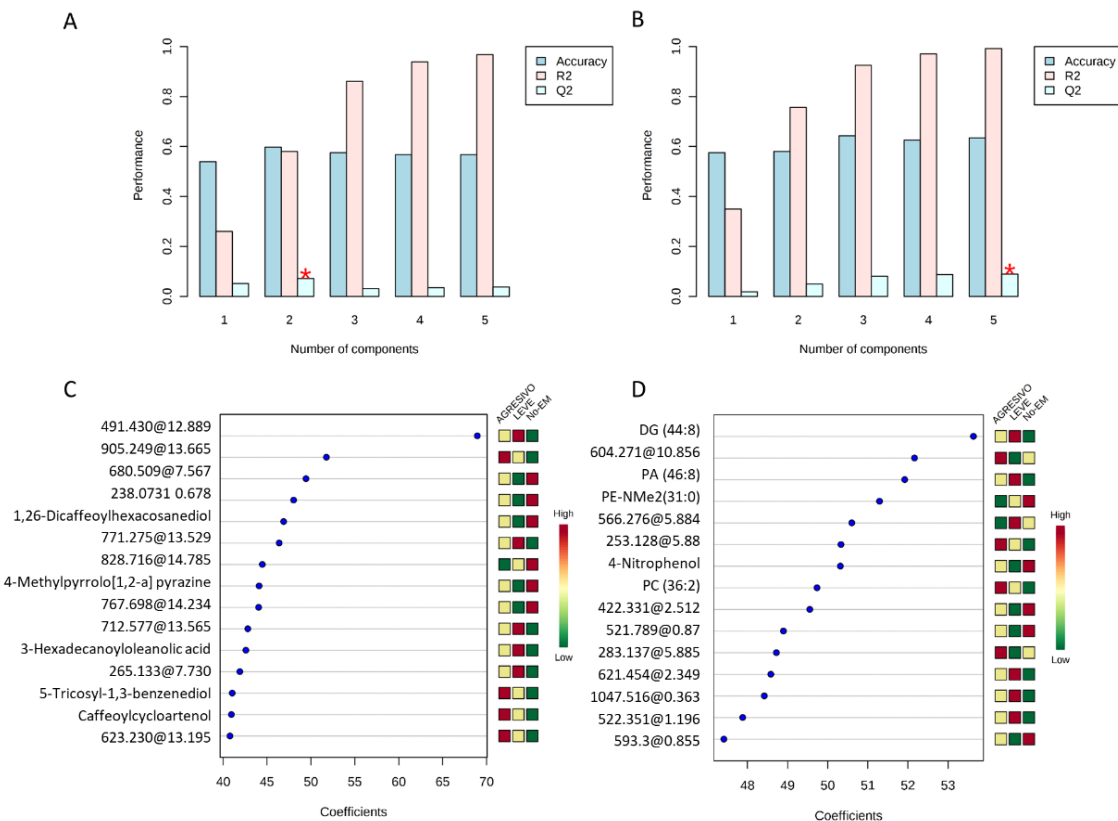 A
Performance
0.0
0.2
0.4
0.6
0.8
1.0
Accuracy
R2
Q2
*
1 2 3 4 5
Number of components
B
Performance
0.0
0.2
0.4
0.6
0.8
1.0
Accuracy
R2
Q2
*
1 2 3 4 5
Number of components
C
AGRESIVO
LEVE
No-EM
491.430@12.889
905.249@13.665
680.509@7.567
238.0731 0.678
1,26-Dicaffeoylhexacosanediol
771.275@13.529
828.716@14.785
4-Methylpyrrolo[1,2-a] pyrazine
767.698@14.234
712.577@13.565
3-Hexadecanoyloleanolic acid
265.133@7.730
5-Tricosyl-1,3-benzenediol
Caffeoylcycloartenol
623.230@13.195
High
Low
40 45 50 55 60 65 70
Coefficients
D
AGRESIVO
LEVE
No-EM
DG (44:8)
604.271@10.856
PA (46:8)
PE-NMe2(31:0)
566.276@5.884
253.128@5.88
4-Nitrophenol
PC (36:2)
422.331@2.512
521.789@0.87
283.137@5.885
621.454@2.349
1047.516@0.363
522.351@1.196
593.3@0.855
High
Low
48 49 50 51 52 53
Coefficients